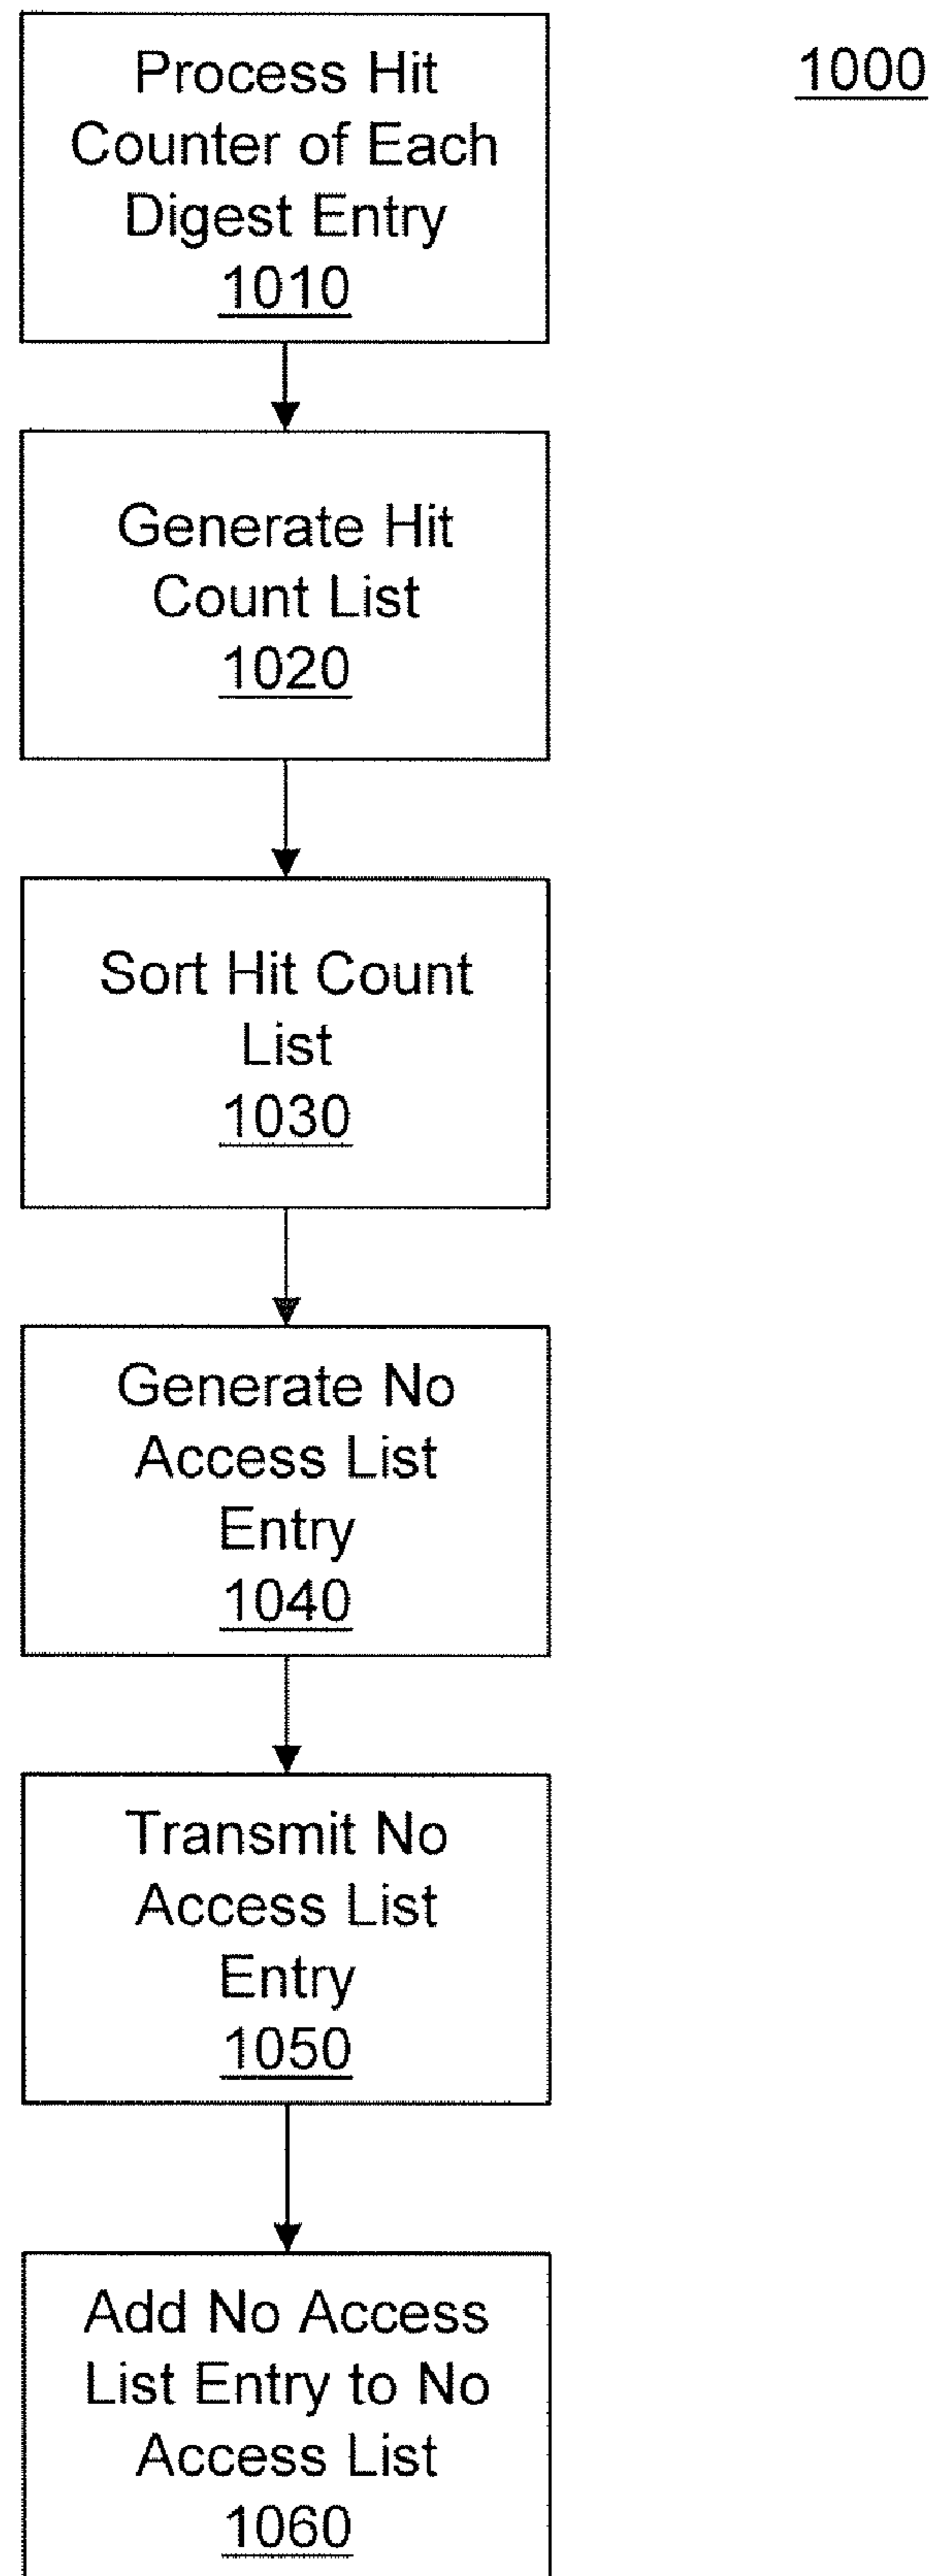 Process Hit
Counter of Each
Digest Entry
1010
1000
Generate Hit
Count List
1020
Sort Hit Count
List
1030
Generate No
Access List
Entry
1040
Transmit No
Access List
Entry
1050
Add No Access
List Entry to No
Access List
1060